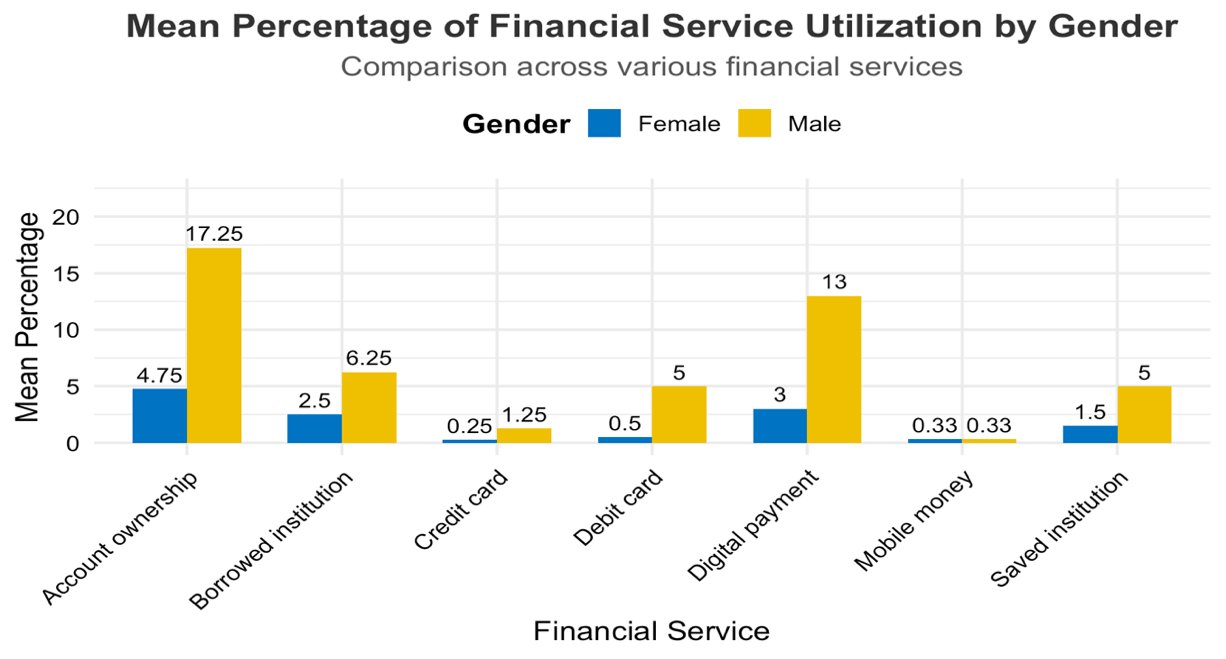 Mean Percentage of Financial Service Utilization by Gender
Comparison across various financial services
Gender Female Male
Mean Percentage
20
15
10
5
0
4.75 17.25
2.5 6.25
0.25 1.25
0.5 5
3 13
0.33 0.33
1.5 5
Account ownership
Borrowed institution
Credit card
Debit card
Digital payment
Mobile money
Saved institution
Financial Service